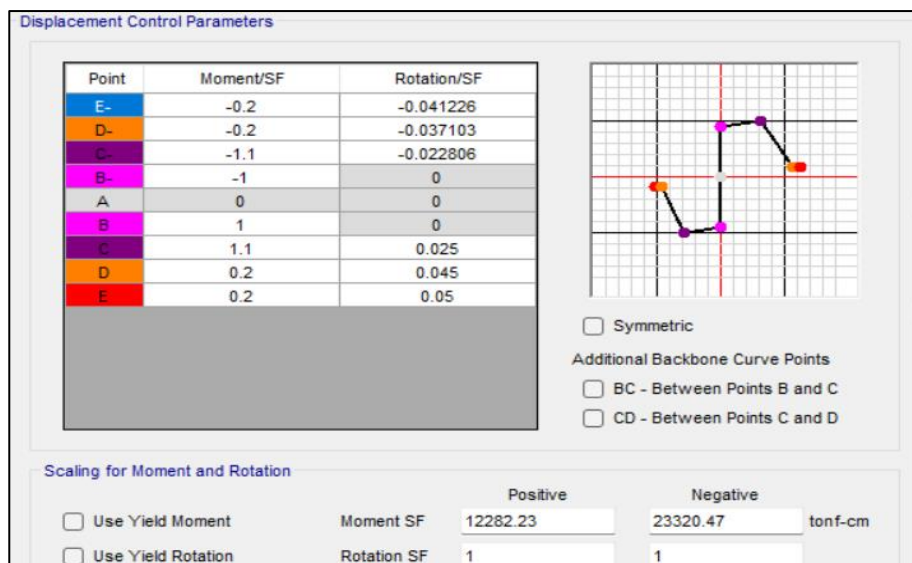 Displacement Control Parameters
Point Moment/SF Rotation/SF
E- -0.2 -0.041226
D- -0.2 -0.037103
C- -1.1 -0.022806
B- -1 0
A 0 0
B 1 0
C 1.1 0.025
D 0.2 0.045
E 0.2 0.05
Symmetric
Additional Backbone Curve Points
BC - Between Points B and C
CD - Between Points C and D
Scaling for Moment and Rotation
Positive Negative
Use Yield Moment Moment SF 12282.23 23320.47 tonf-cm
Use Yield Rotation Rotation SF 1 1